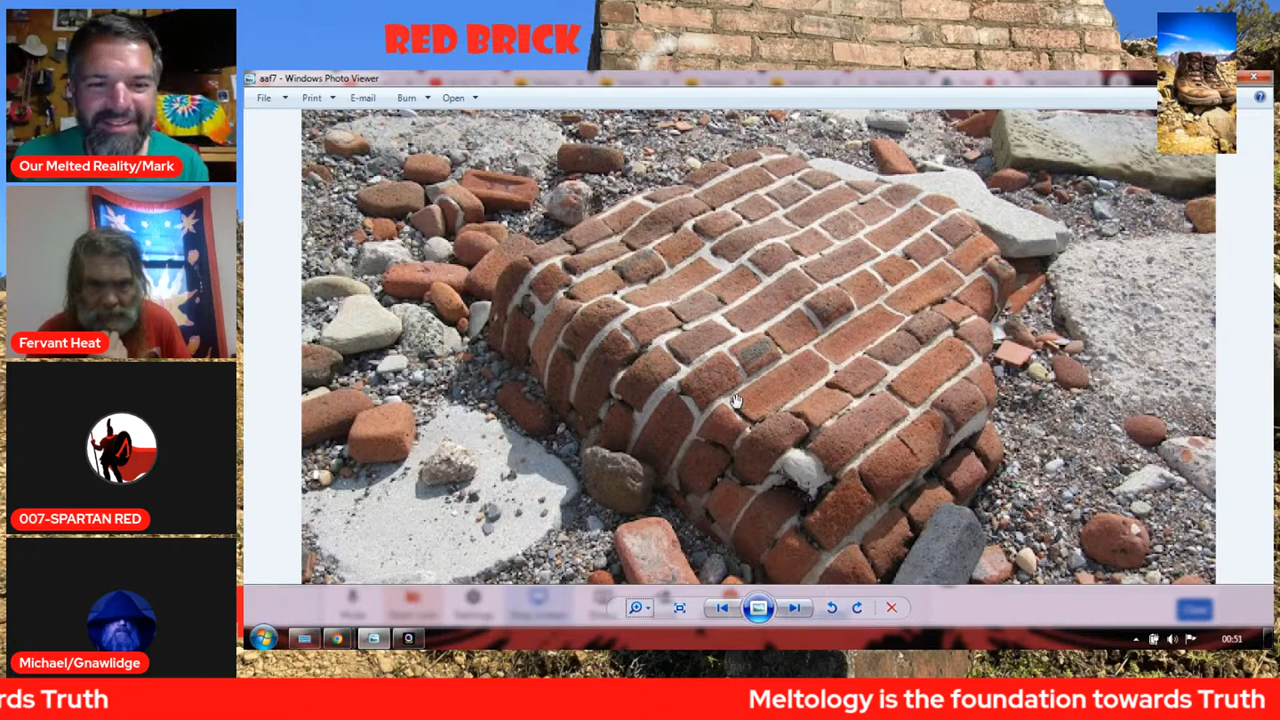 RED BRICK
aaf7 - Windows Photo Viewer
File Print E-mail Burn Open
Our Melted Reality/Mark
Fervant Heat
007-SPARTAN RED
Michael/Gnawlidge
00:51
rds Truth Meltology is the foundation towards Truth